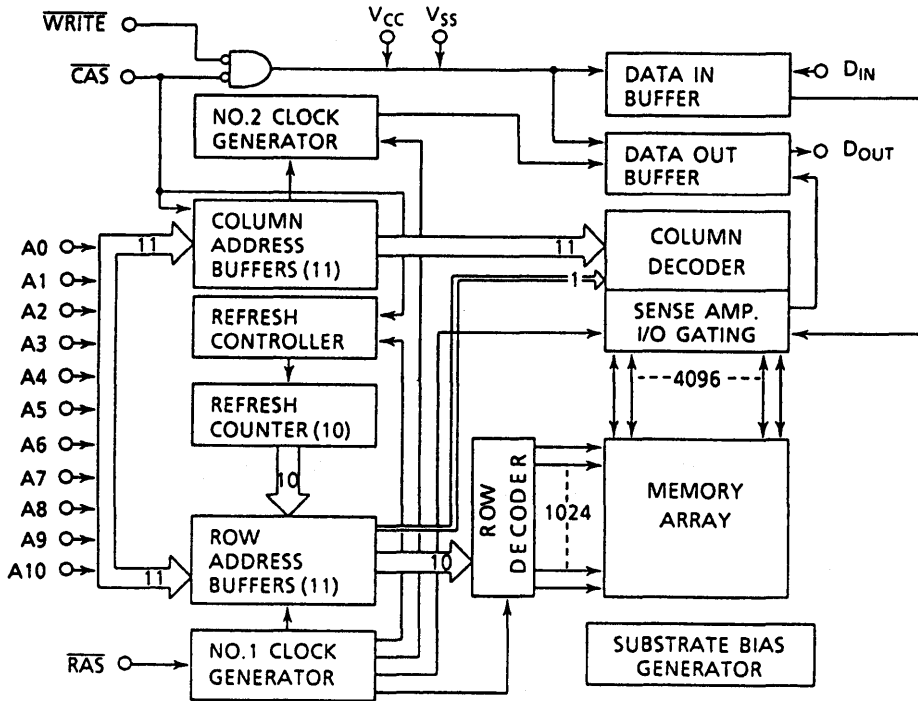 WRITE
CAS
VCC
VSS
DATA IN
BUFFER
DIN
NO.2 CLOCK
GENERATOR
DATA OUT
BUFFER
DOUT
A0
A1
A2
A3
A4
A5
A6
A7
A8
A9
A10
11
COLUMN
ADDRESS
BUFFERS (11)
11
COLUMN
DECODER
1
REFRESH
CONTROLLER
SENSE AMP.
I/O GATING
4096
REFRESH
COUNTER (10)
10
11
ROW
ADDRESS
BUFFERS (11)
10
ROW
DECODER
1024
MEMORY
ARRAY
RAS
NO.1 CLOCK
GENERATOR
SUBSTRATE BIAS
GENERATOR